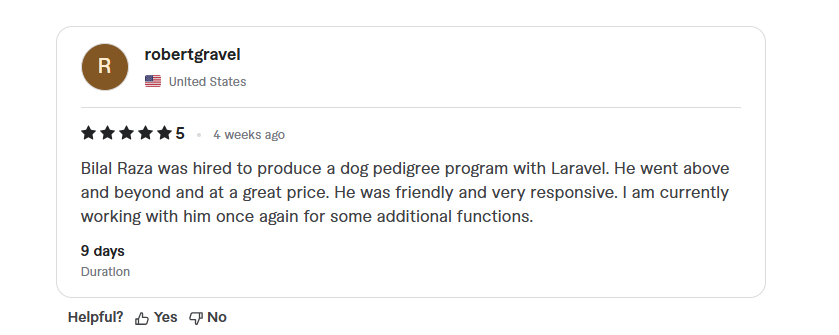 R
robertgravel
United States
5 • 4 weeks ago
Bilal Raza was hired to produce a dog pedigree program with Laravel. He went above
and beyond and at a great price. He was friendly and very responsive. I am currently
working with him once again for some additional functions.
9 days
Duration
Helpful? Yes No